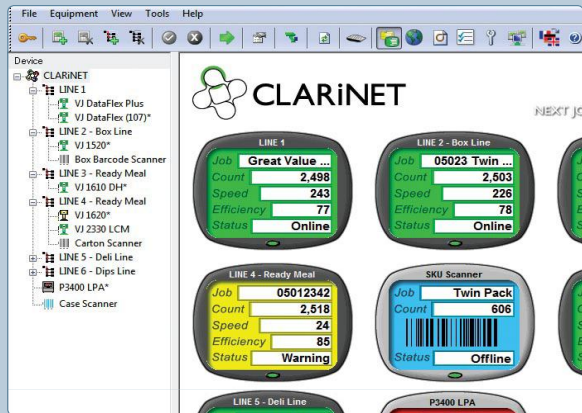 File Equipment View Tools Help
Device
CLARiNET
LINE 1
VJ DataFlex Plus
VJ DataFlex (107)*
LINE 2 - Box Line
VJ 1520*
Box Barcode Scanner
LINE 3 - Ready Meal
VJ 1610 DH*
LINE 4 - Ready Meal
VJ 1620*
VJ 2330 LCM
Carton Scanner
LINE 5 - Deli Line
LINE 6 - Dips Line
P3400 LPA*
Case Scanner
CLARiNET
NEXT JO
LINE 1
Job Great Value ...
Count 2,498
Speed 243
Efficiency 77
Status Online
LINE 2 - Box Line
Job 05023 Twin ...
Count 2,503
Speed 226
Efficiency 78
Status Online
LINE 4 - Ready Meal
Job 05012342
Count 2,518
Speed 24
Efficiency 85
Status Warning
SKU Scanner
Job Twin Pack
Count 606
Status Offline
LINE 5 - Deli Line
P3400 LPA